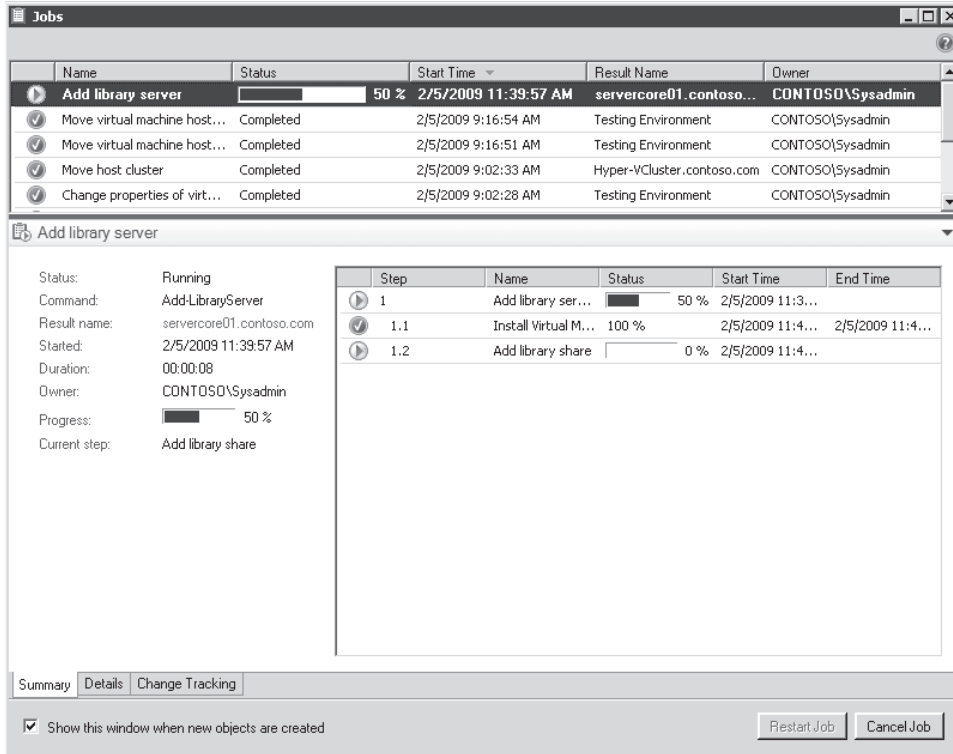 Jobs
Name Status Start Time Result Name Owner
Add library server 50 % 2/5/2009 11:39:57 AM servercore01.contoso... CONTOSO\Sysadmin
Move virtual machine host... Completed 2/5/2009 9:16:54 AM Testing Environment CONTOSO\Sysadmin
Move virtual machine host... Completed 2/5/2009 9:16:51 AM Testing Environment CONTOSO\Sysadmin
Move host cluster Completed 2/5/2009 9:02:33 AM Hyper-VCluster.contoso.com CONTOSO\Sysadmin
Change properties of virt... Completed 2/5/2009 9:02:28 AM Testing Environment CONTOSO\Sysadmin
Add library server
Status: Running
Command: Add-LibraryServer
Result name: servercore01.contoso.com
Started: 2/5/2009 11:39:57 AM
Duration: 00:00:08
Owner: CONTOSO\Sysadmin
Progress: 50 %
Current step: Add library share
Step Name Status Start Time End Time
1 Add library ser... 50 % 2/5/2009 11:3...
1.1 Install Virtual M... 100 % 2/5/2009 11:4... 2/5/2009 11:4...
1.2 Add library share 0 % 2/5/2009 11:4...
Summary Details Change Tracking
Show this window when new objects are created Restart Job Cancel Job